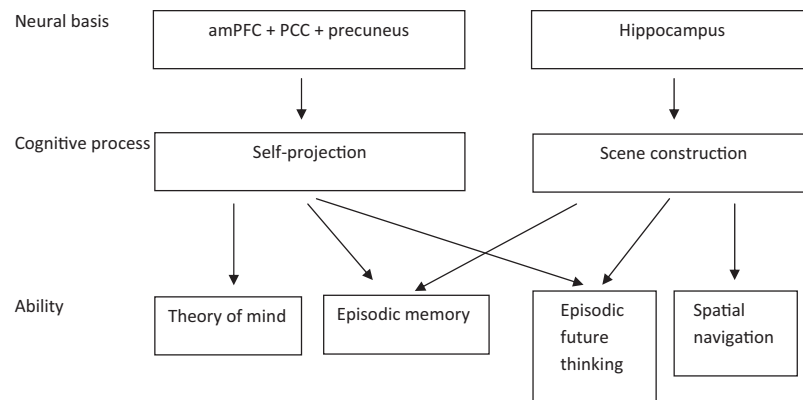 Neural basis
amPFC + PCC + precuneus
Hippocampus
Cognitive process
Self-projection
Scene construction
Ability
Theory of mind
Episodic memory
Episodic
future
thinking
Spatial
navigation